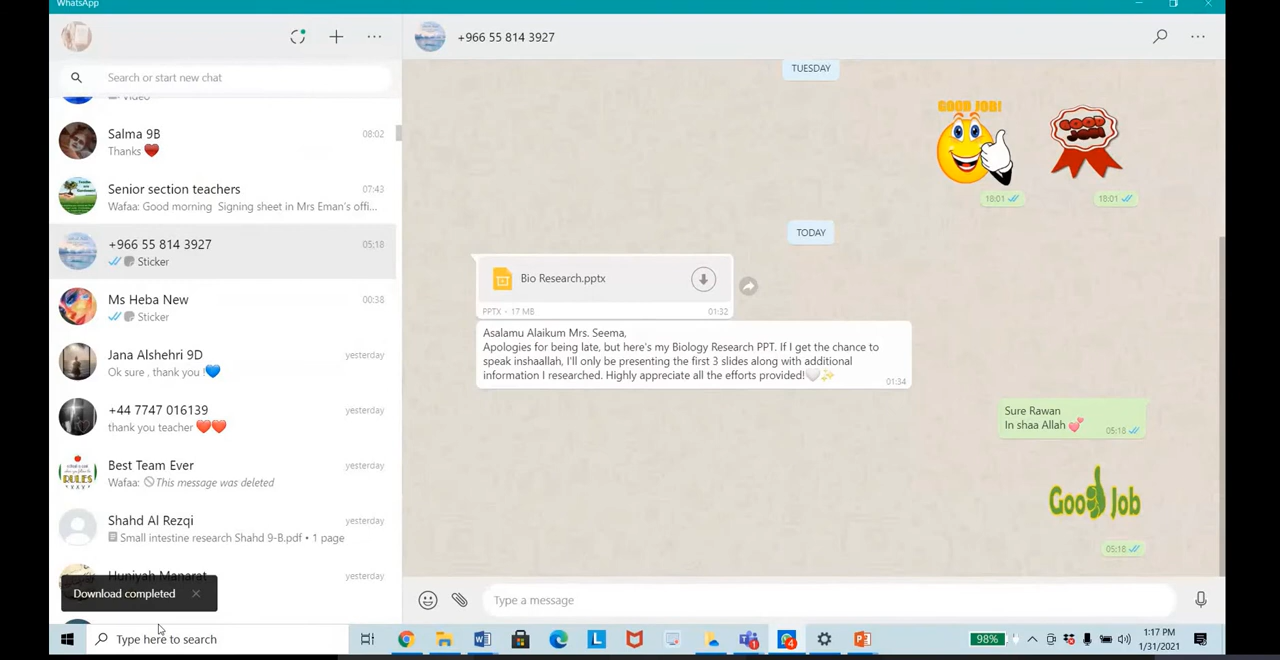 WhatsApp
Search or start new chat
Video
Salma 9B
08:02
Thanks ❤️
Senior section teachers
07:43
Wafaa: Good morning Signing sheet in Mrs Eman's offi...
+966 55 814 3927
05:18
Sticker
Ms Heba New
00:38
Sticker
Jana Alshehri 9D
yesterday
Ok sure , thank you !💙
+44 7747 016139
yesterday
thank you teacher ❤️❤️
Best Team Ever
yesterday
Wafaa: This message was deleted
RULES
Shahd Al Rezqi
yesterday
Small intestine research Shahd 9-B.pdf • 1 page
Huniyah Manarat
yesterday
Download completed
+966 55 814 3927
TUESDAY
GOOD JOB!
18:01
GOOD JOB!
18:01
TODAY
Bio Research.pptx
PPTX • 17 MB
01:32
Asalamu Alaikum Mrs. Seema,
Apologies for being late, but here's my Biology Research PPT. If I get the chance to
speak inshaallah, I'll only be presenting the first 3 slides along with additional
information I researched. Highly appreciate all the efforts provided!🤍✨
01:34
Sure Rawan
In shaa Allah 💞
05:18
Good Job
05:18
Type a message
Type here to search
98%
1:17 PM
1/31/2021